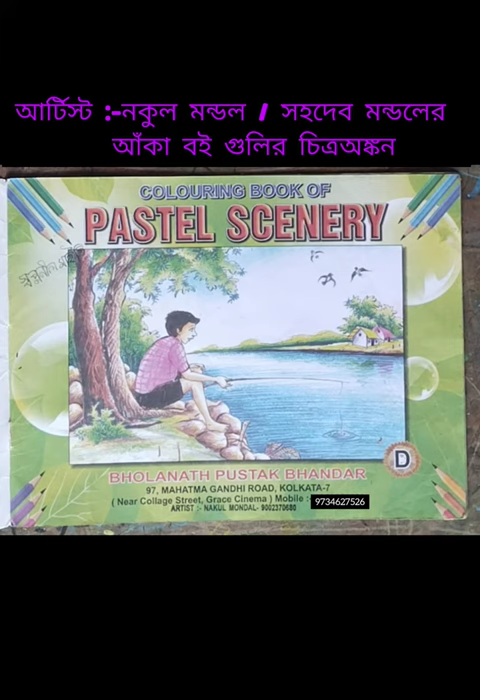 আর্টিস্ট :-নকুল মন্ডল / সহদেব মন্ডলের
আঁকা বই গুলির চিত্রঅঙ্কন
COLOURING BOOK OF
PASTEL SCENERY
D
BHOLANATH PUSTAK BHANDAR
97, MAHATMA GANDHI ROAD, KOLKATA-7
( Near Collage Street, Grace Cinema ) Mobile : 9734627526
ARTIST :- NAKUL MONDAL- 9002370680